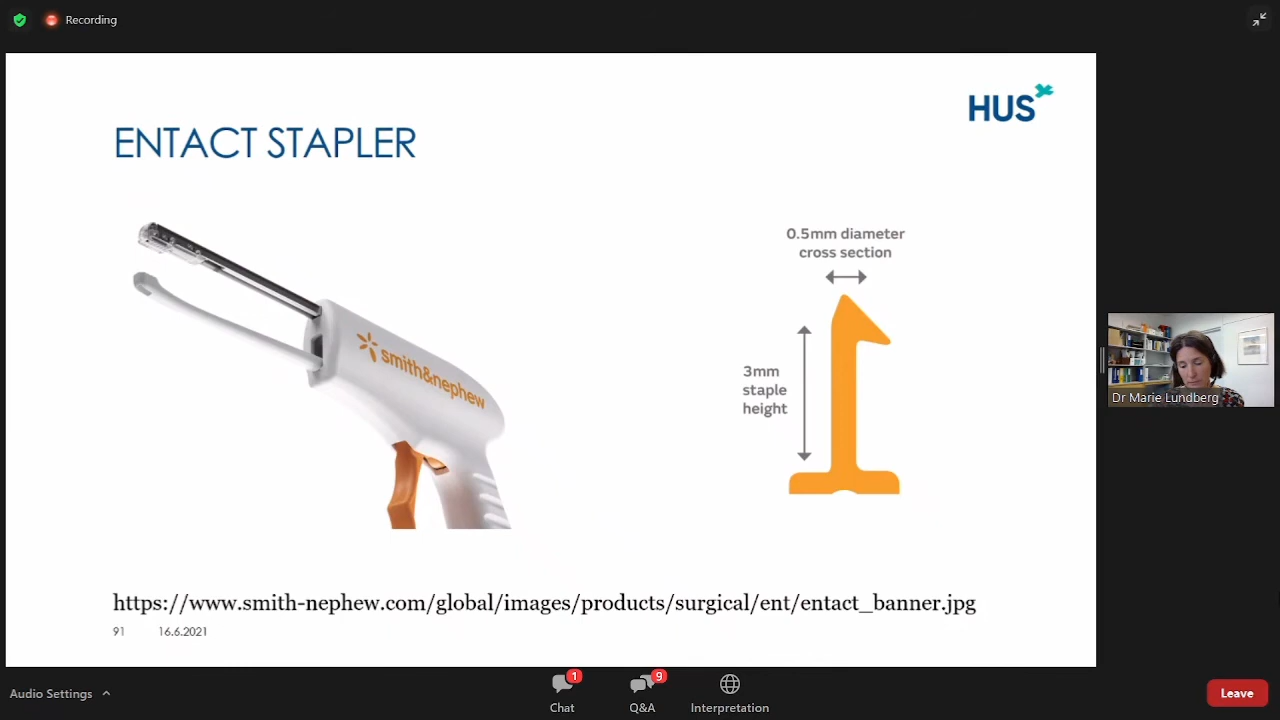 Recording
HUS
ENTACT STAPLER
smith&nephew
0.5mm diameter
cross section
3mm
staple
height
https://www.smith-nephew.com/global/images/products/surgical/ent/entact_banner.jpg
91 16.6.2021
Dr Marie Lundberg
Audio Settings
1
Chat
9
Q&A
Interpretation
Leave